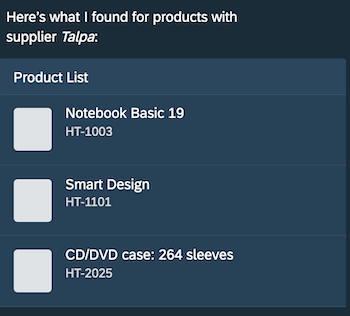 Here's what I found for products with
supplier Talpa:
Product List
Notebook Basic 19
HT-1003
Smart Design
HT-1101
CD/DVD case: 264 sleeves
HT-2025